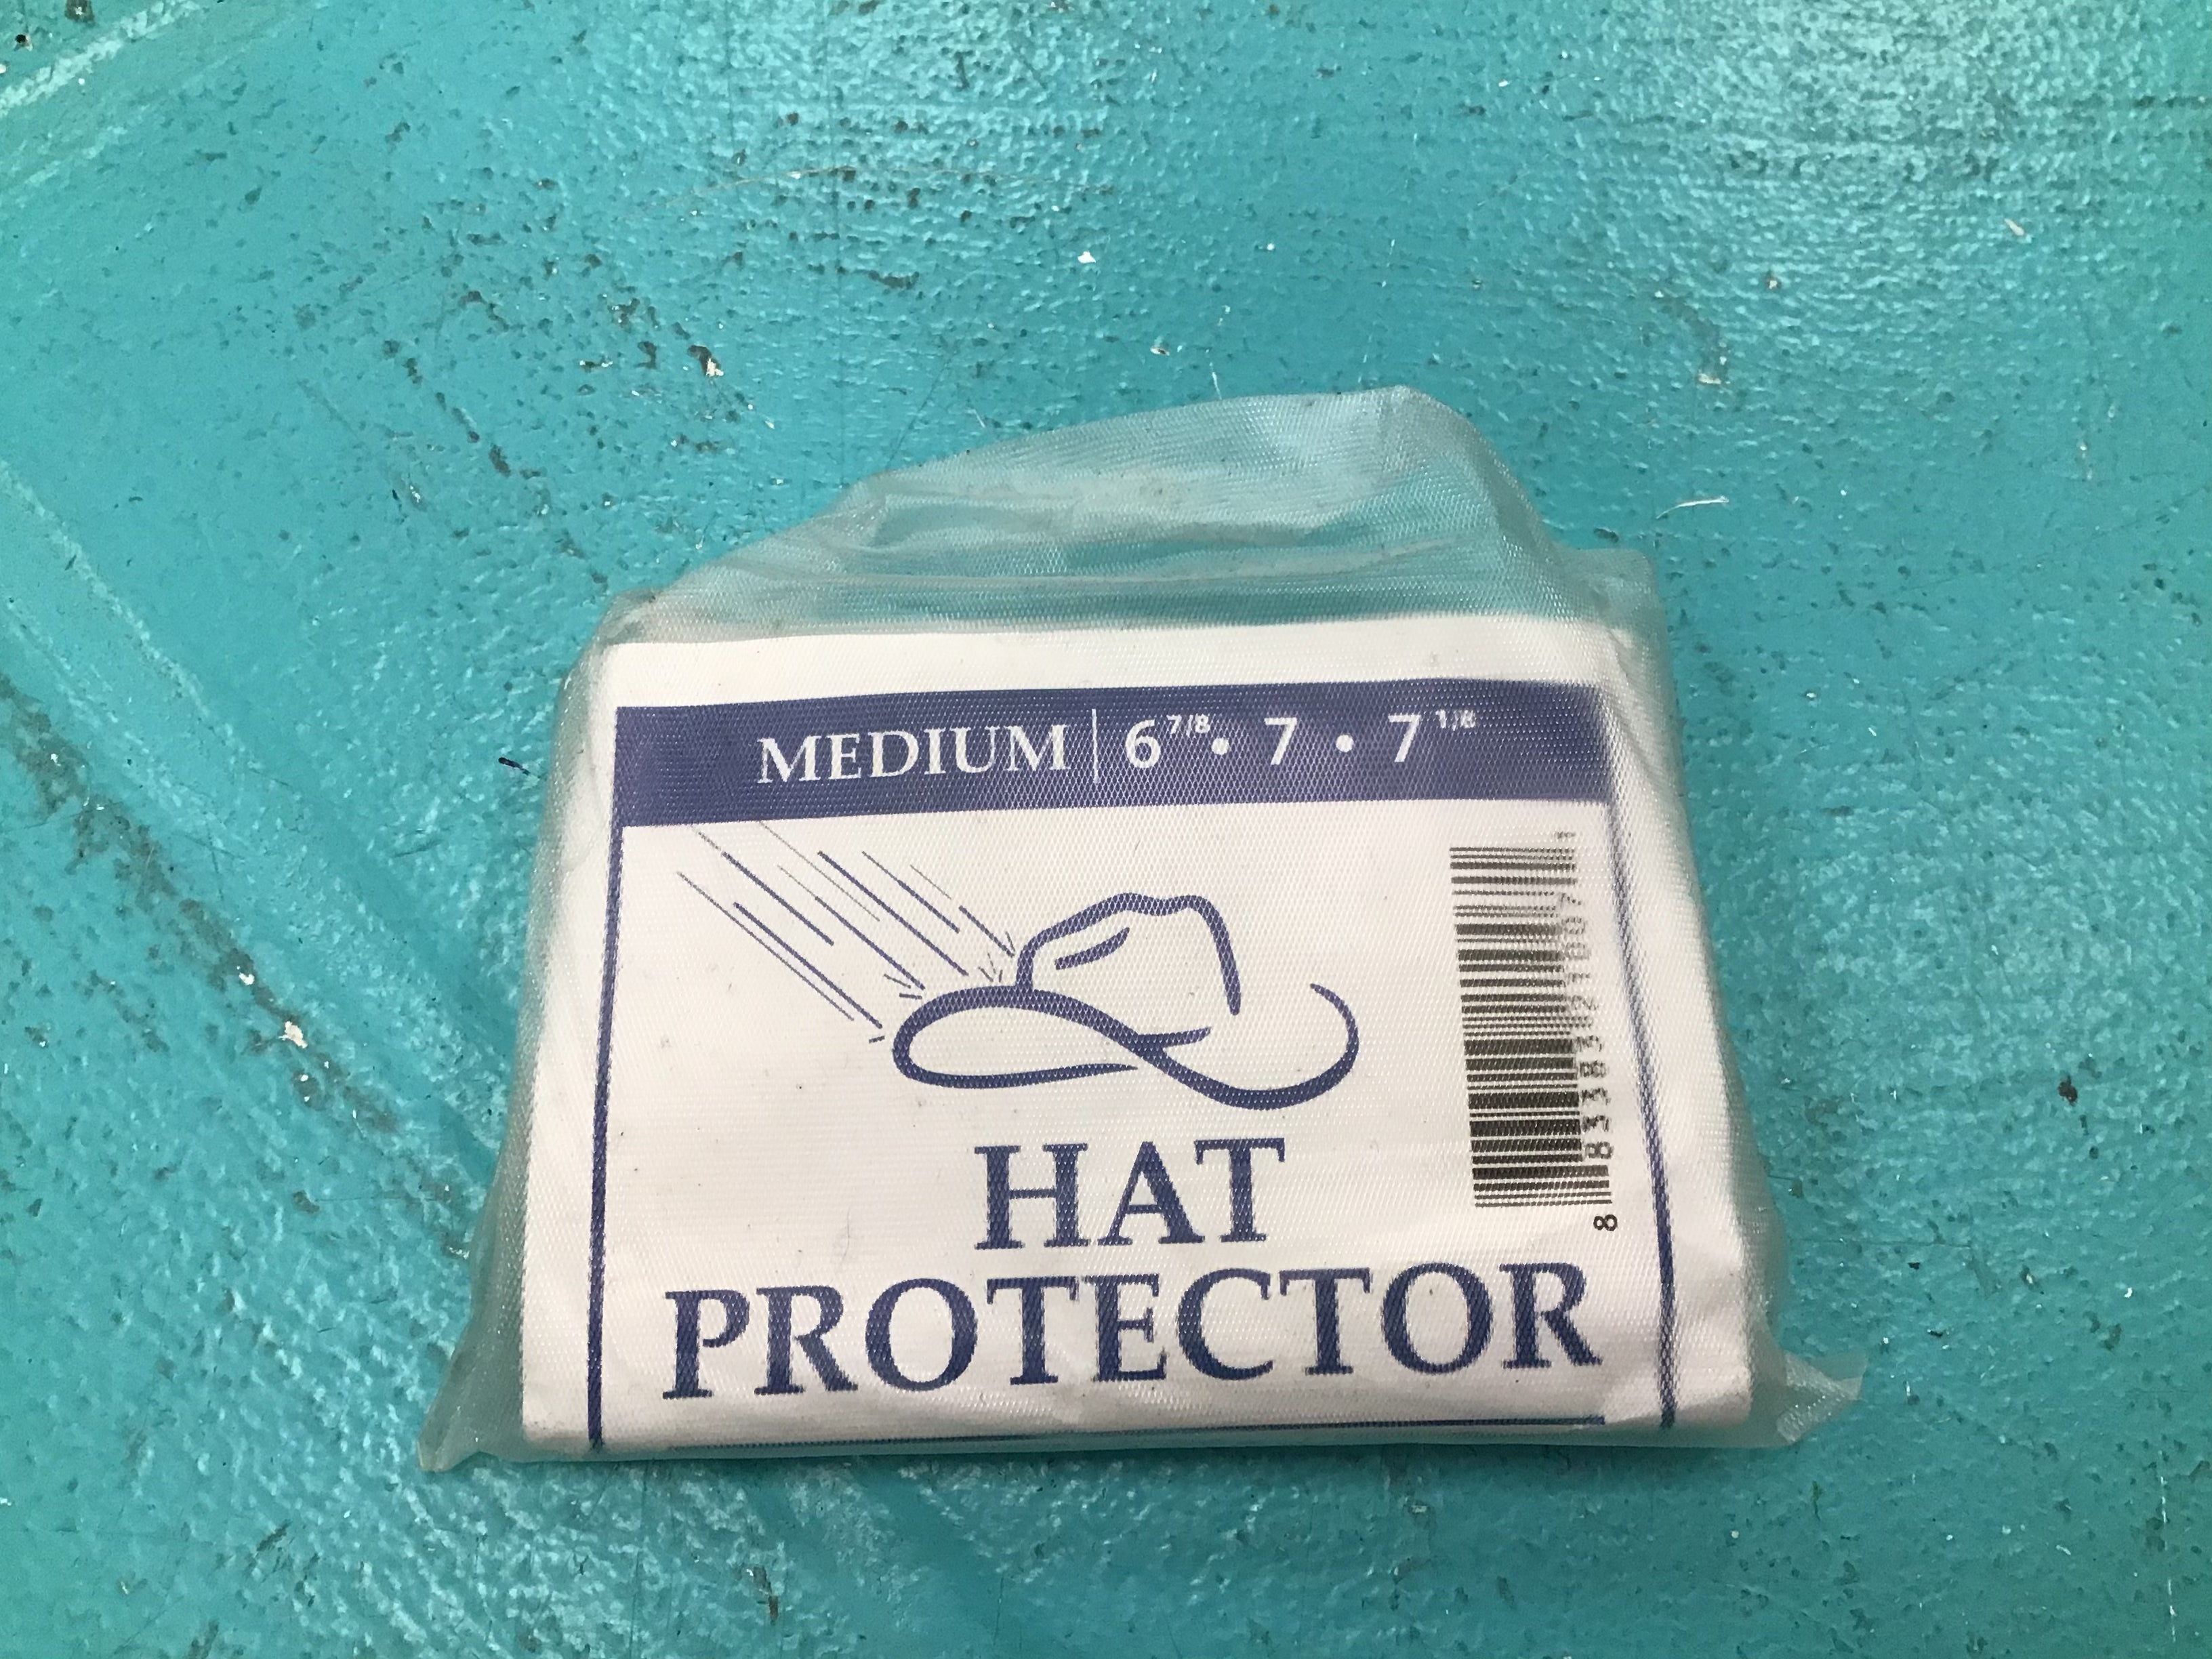 MEDIUM | 6 7/8 • 7 • 7 1/8
HAT
PROTECTOR